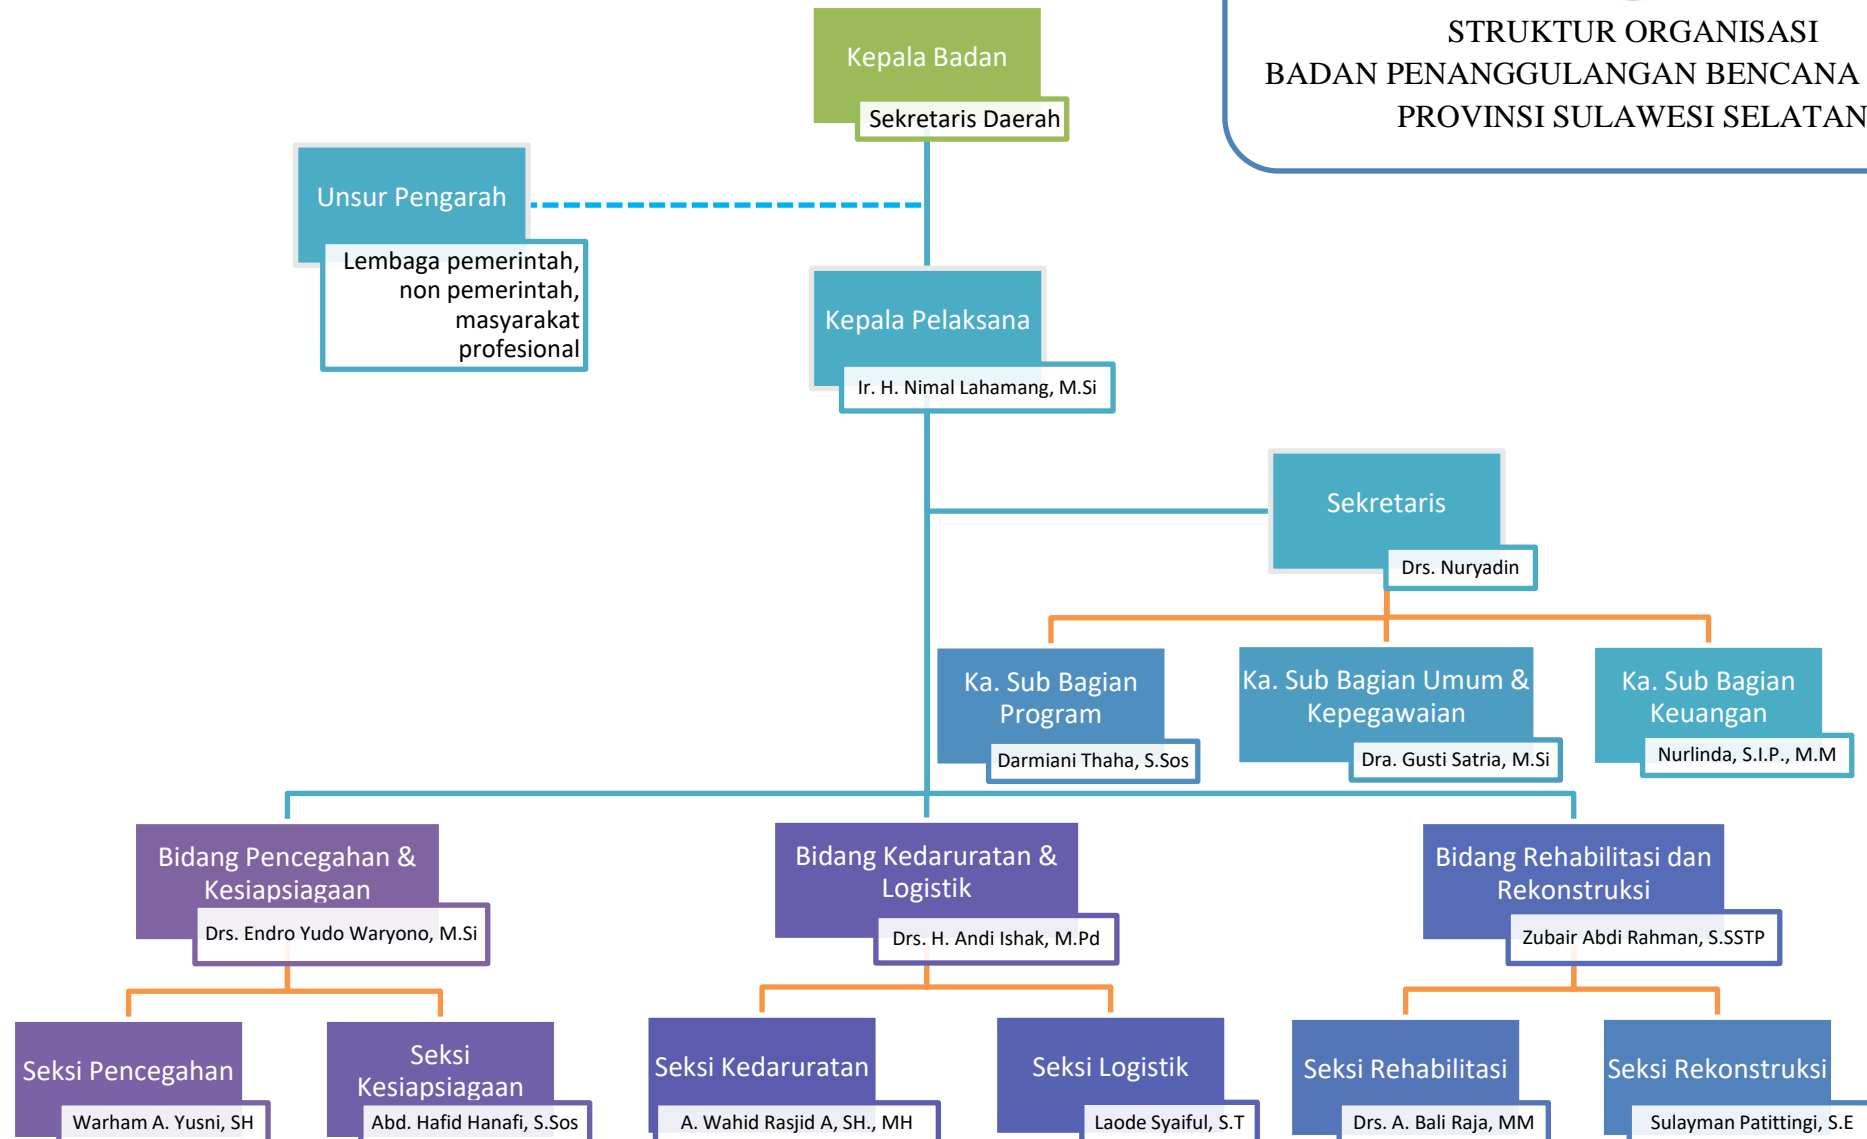 STRUKTUR ORGANISASI
BADAN PENANGGULANGAN BENCANA
PROVINSI SULAWESI SELATAN
Kepala Badan
Sekretaris Daerah
Unsur Pengarah
Lembaga pemerintah,
non pemerintah,
masyarakat
profesional
Kepala Pelaksana
Ir. H. Nimal Lahamang, M.Si
Sekretaris
Drs. Nuryadin
Ka. Sub Bagian
Program
Darmiani Thaha, S.Sos
Ka. Sub Bagian Umum &
Kepegawaian
Dra. Gusti Satria, M.Si
Ka. Sub Bagian
Keuangan
Nurlinda, S.I.P., M.M
Bidang Pencegahan &
Kesiapsiagaan
Drs. Endro Yudo Waryono, M.Si
Bidang Kedaruratan &
Logistik
Drs. H. Andi Ishak, M.Pd
Bidang Rehabilitasi dan
Rekonstruksi
Zubair Abdi Rahman, S.SSTP
Seksi Pencegahan
Warham A. Yusni, SH
Seksi
Kesiapsiagaan
Abd. Hafid Hanafi, S.Sos
Seksi Kedaruratan
A. Wahid Rasjid A, SH., MH
Seksi Logistik
Laode Syaiful, S.T
Seksi Rehabilitasi
Drs. A. Bali Raja, MM
Seksi Rekonstruksi
Sulayman Patittingi, S.E